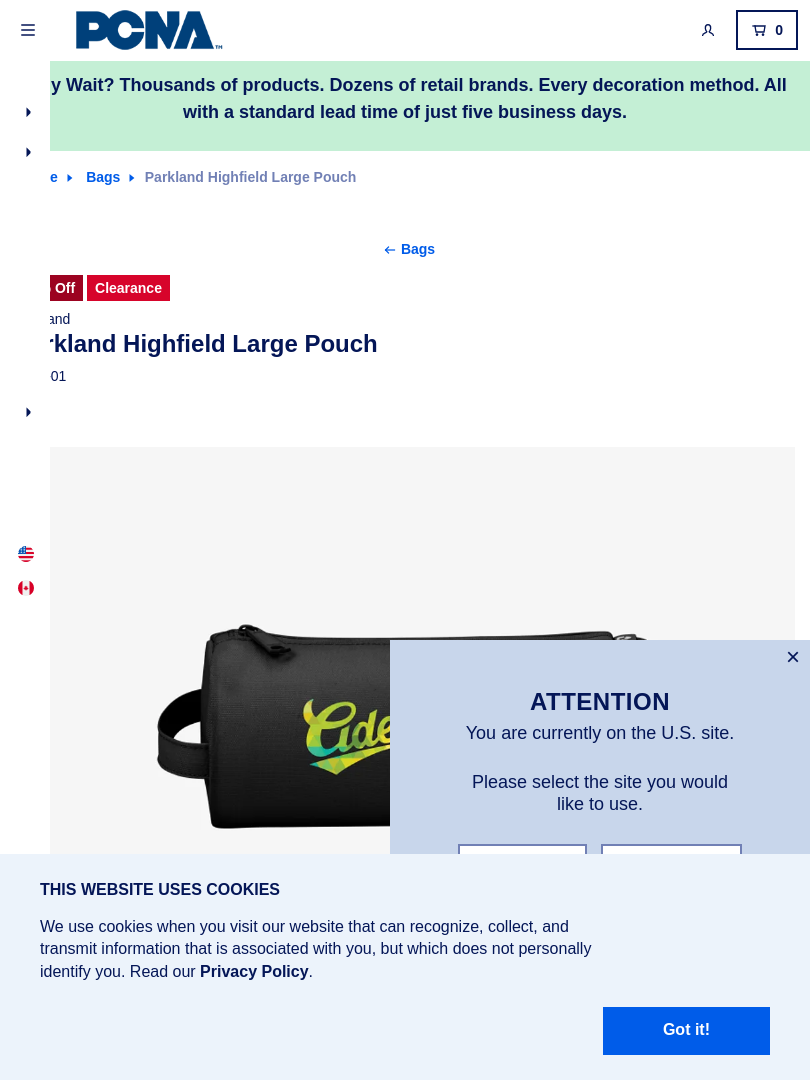 PCNA™
0
y Wait? Thousands of products. Dozens of retail brands. Every decoration method. All
with a standard lead time of just five business days.
Bags
Parkland Highfield Large Pouch
Bags
Off
Clearance
and
rkland Highfield Large Pouch
01
ATTENTION
You are currently on the U.S. site.
Please select the site you would
like to use.
THIS WEBSITE USES COOKIES
We use cookies when you visit our website that can recognize, collect, and
transmit information that is associated with you, but which does not personally
identify you. Read our Privacy Policy.
Got it!